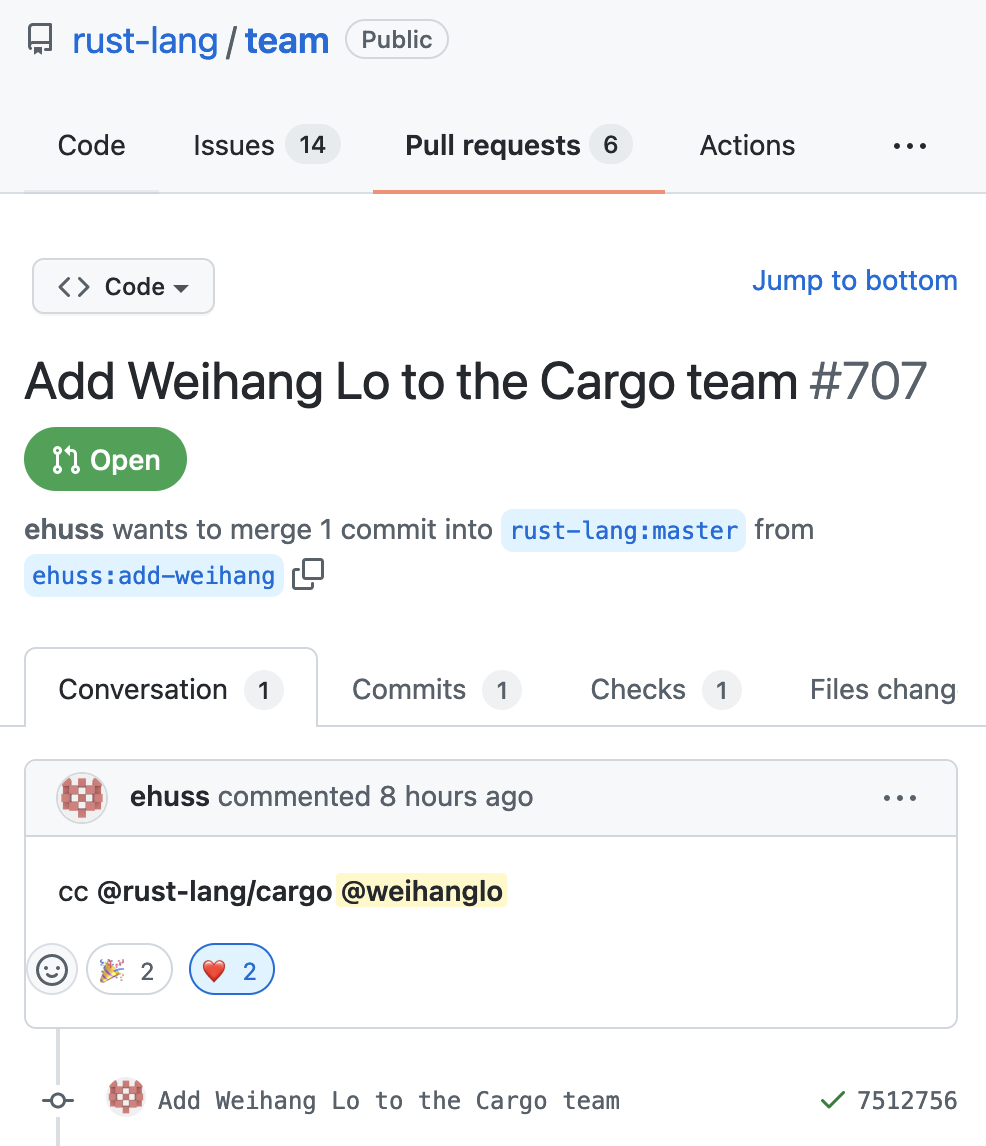 rust-lang / team Public
Code Issues 14 Pull requests 6 Actions ...
Code Jump to bottom
Add Weihang Lo to the Cargo team #707
Open
ehuss wants to merge 1 commit into rust-lang:master from
ehuss:add-weihang
Conversation 1 Commits 1 Checks 1 Files chang
ehuss commented 8 hours ago ...
cc @rust-lang/cargo @weihanglo
🎉 2 ❤️ 2
Add Weihang Lo to the Cargo team 7512756